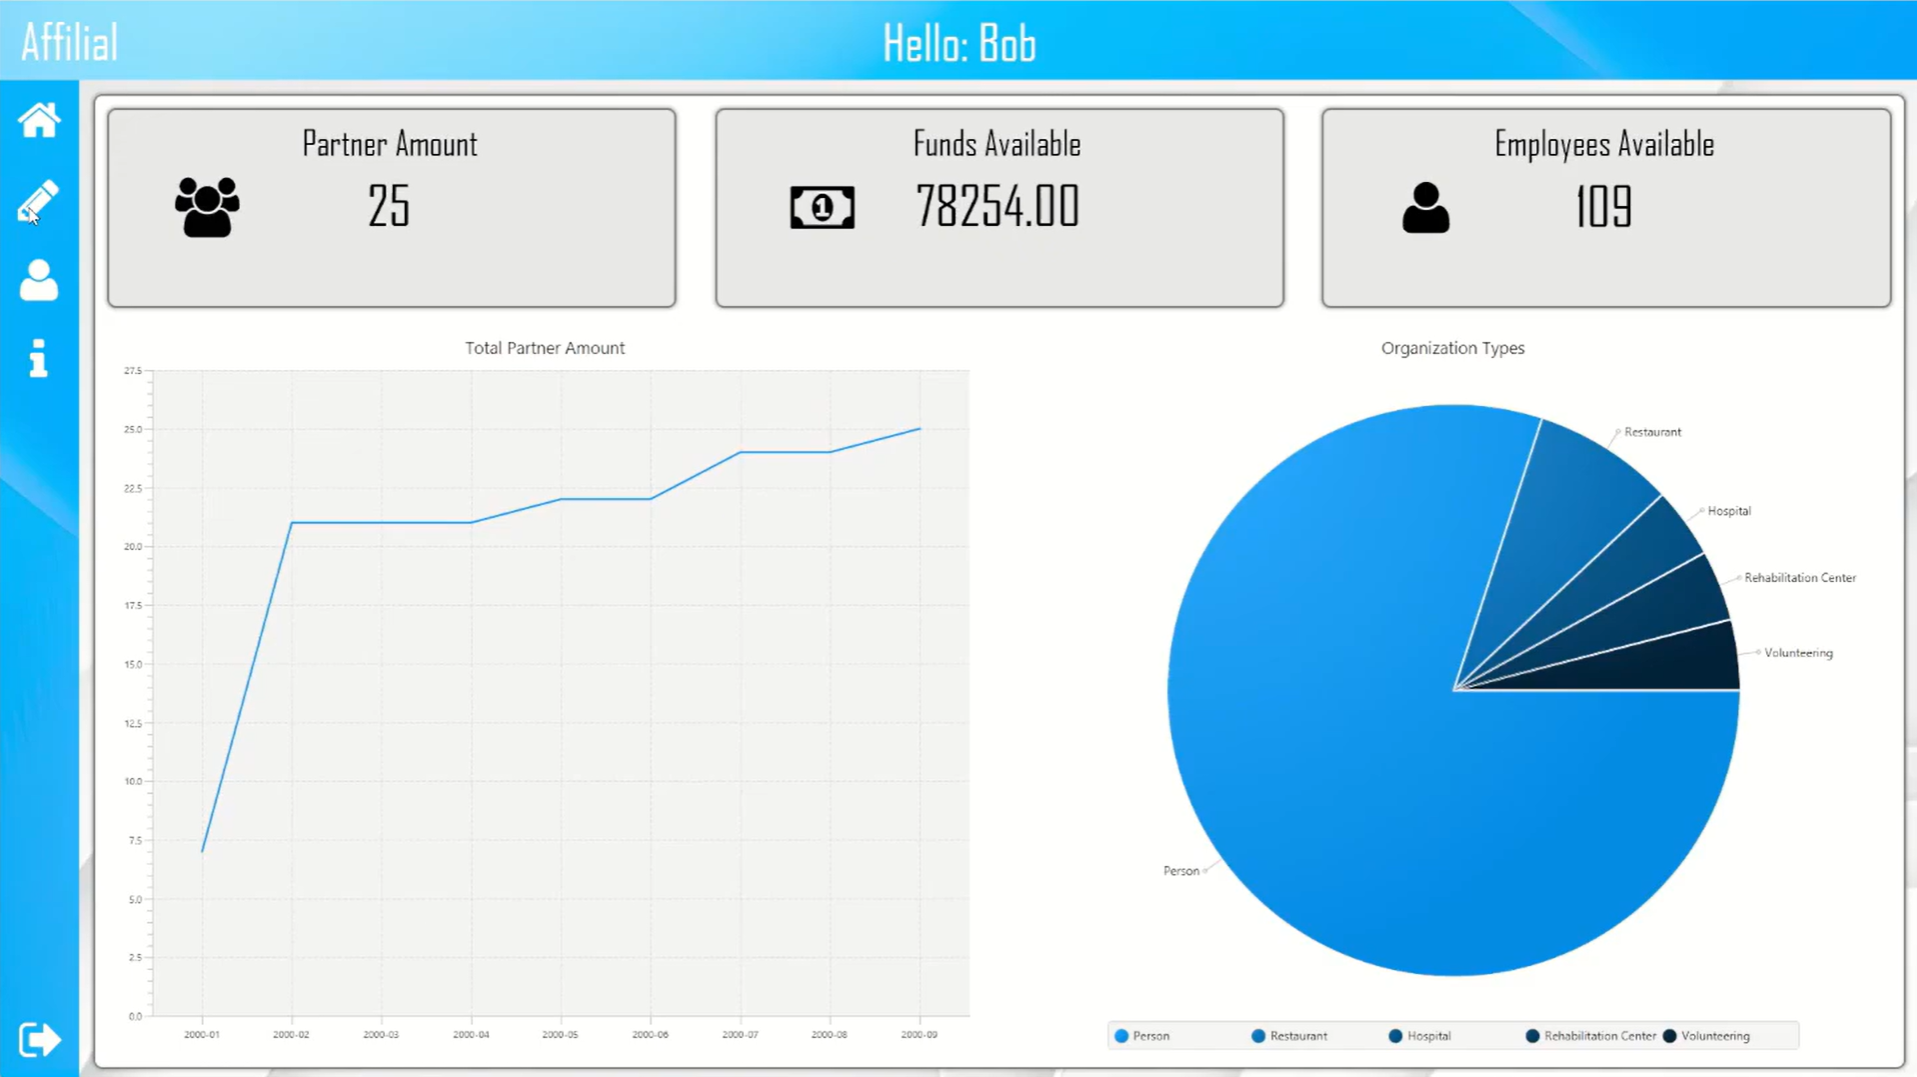 Affilial
Hello: Bob
Partner Amount
25
Funds Available
1
78254.00
Employees Available
109
Total Partner Amount
27.5
25.0
22.5
20.0
17.5
15.0
12.5
10.0
7.5
5.0
2.5
0.0
2000-01 2000-02 2000-03 2000-04 2000-05 2000-06 2000-07 2000-08 2000-09
Organization Types
Restaurant
Hospital
Rehabilitation Center
Volunteering
Person
Person Restaurant Hospital Rehabilitation Center Volunteering